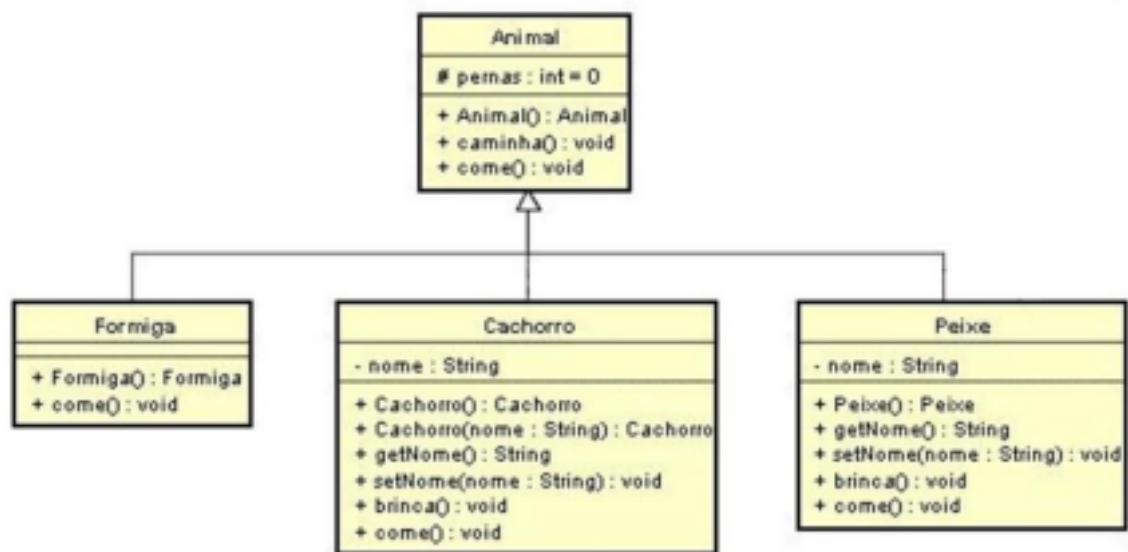 Animal
# pernas : int = 0
+ Animal() : Animal
+ caminha() : void
+ come() : void
Formiga
+ Formiga() : Formiga
+ come() : void
Cachorro
- nome : String
+ Cachorro() : Cachorro
+ Cachorro(nome : String) : Cachorro
+ getNome() : String
+ setNome(nome : String) : void
+ brinca() : void
+ come() : void
Peixe
- nome : String
+ Peixe() : Peixe
+ getNome() : String
+ setNome(nome : String) : void
+ brinca() : void
+ come() : void